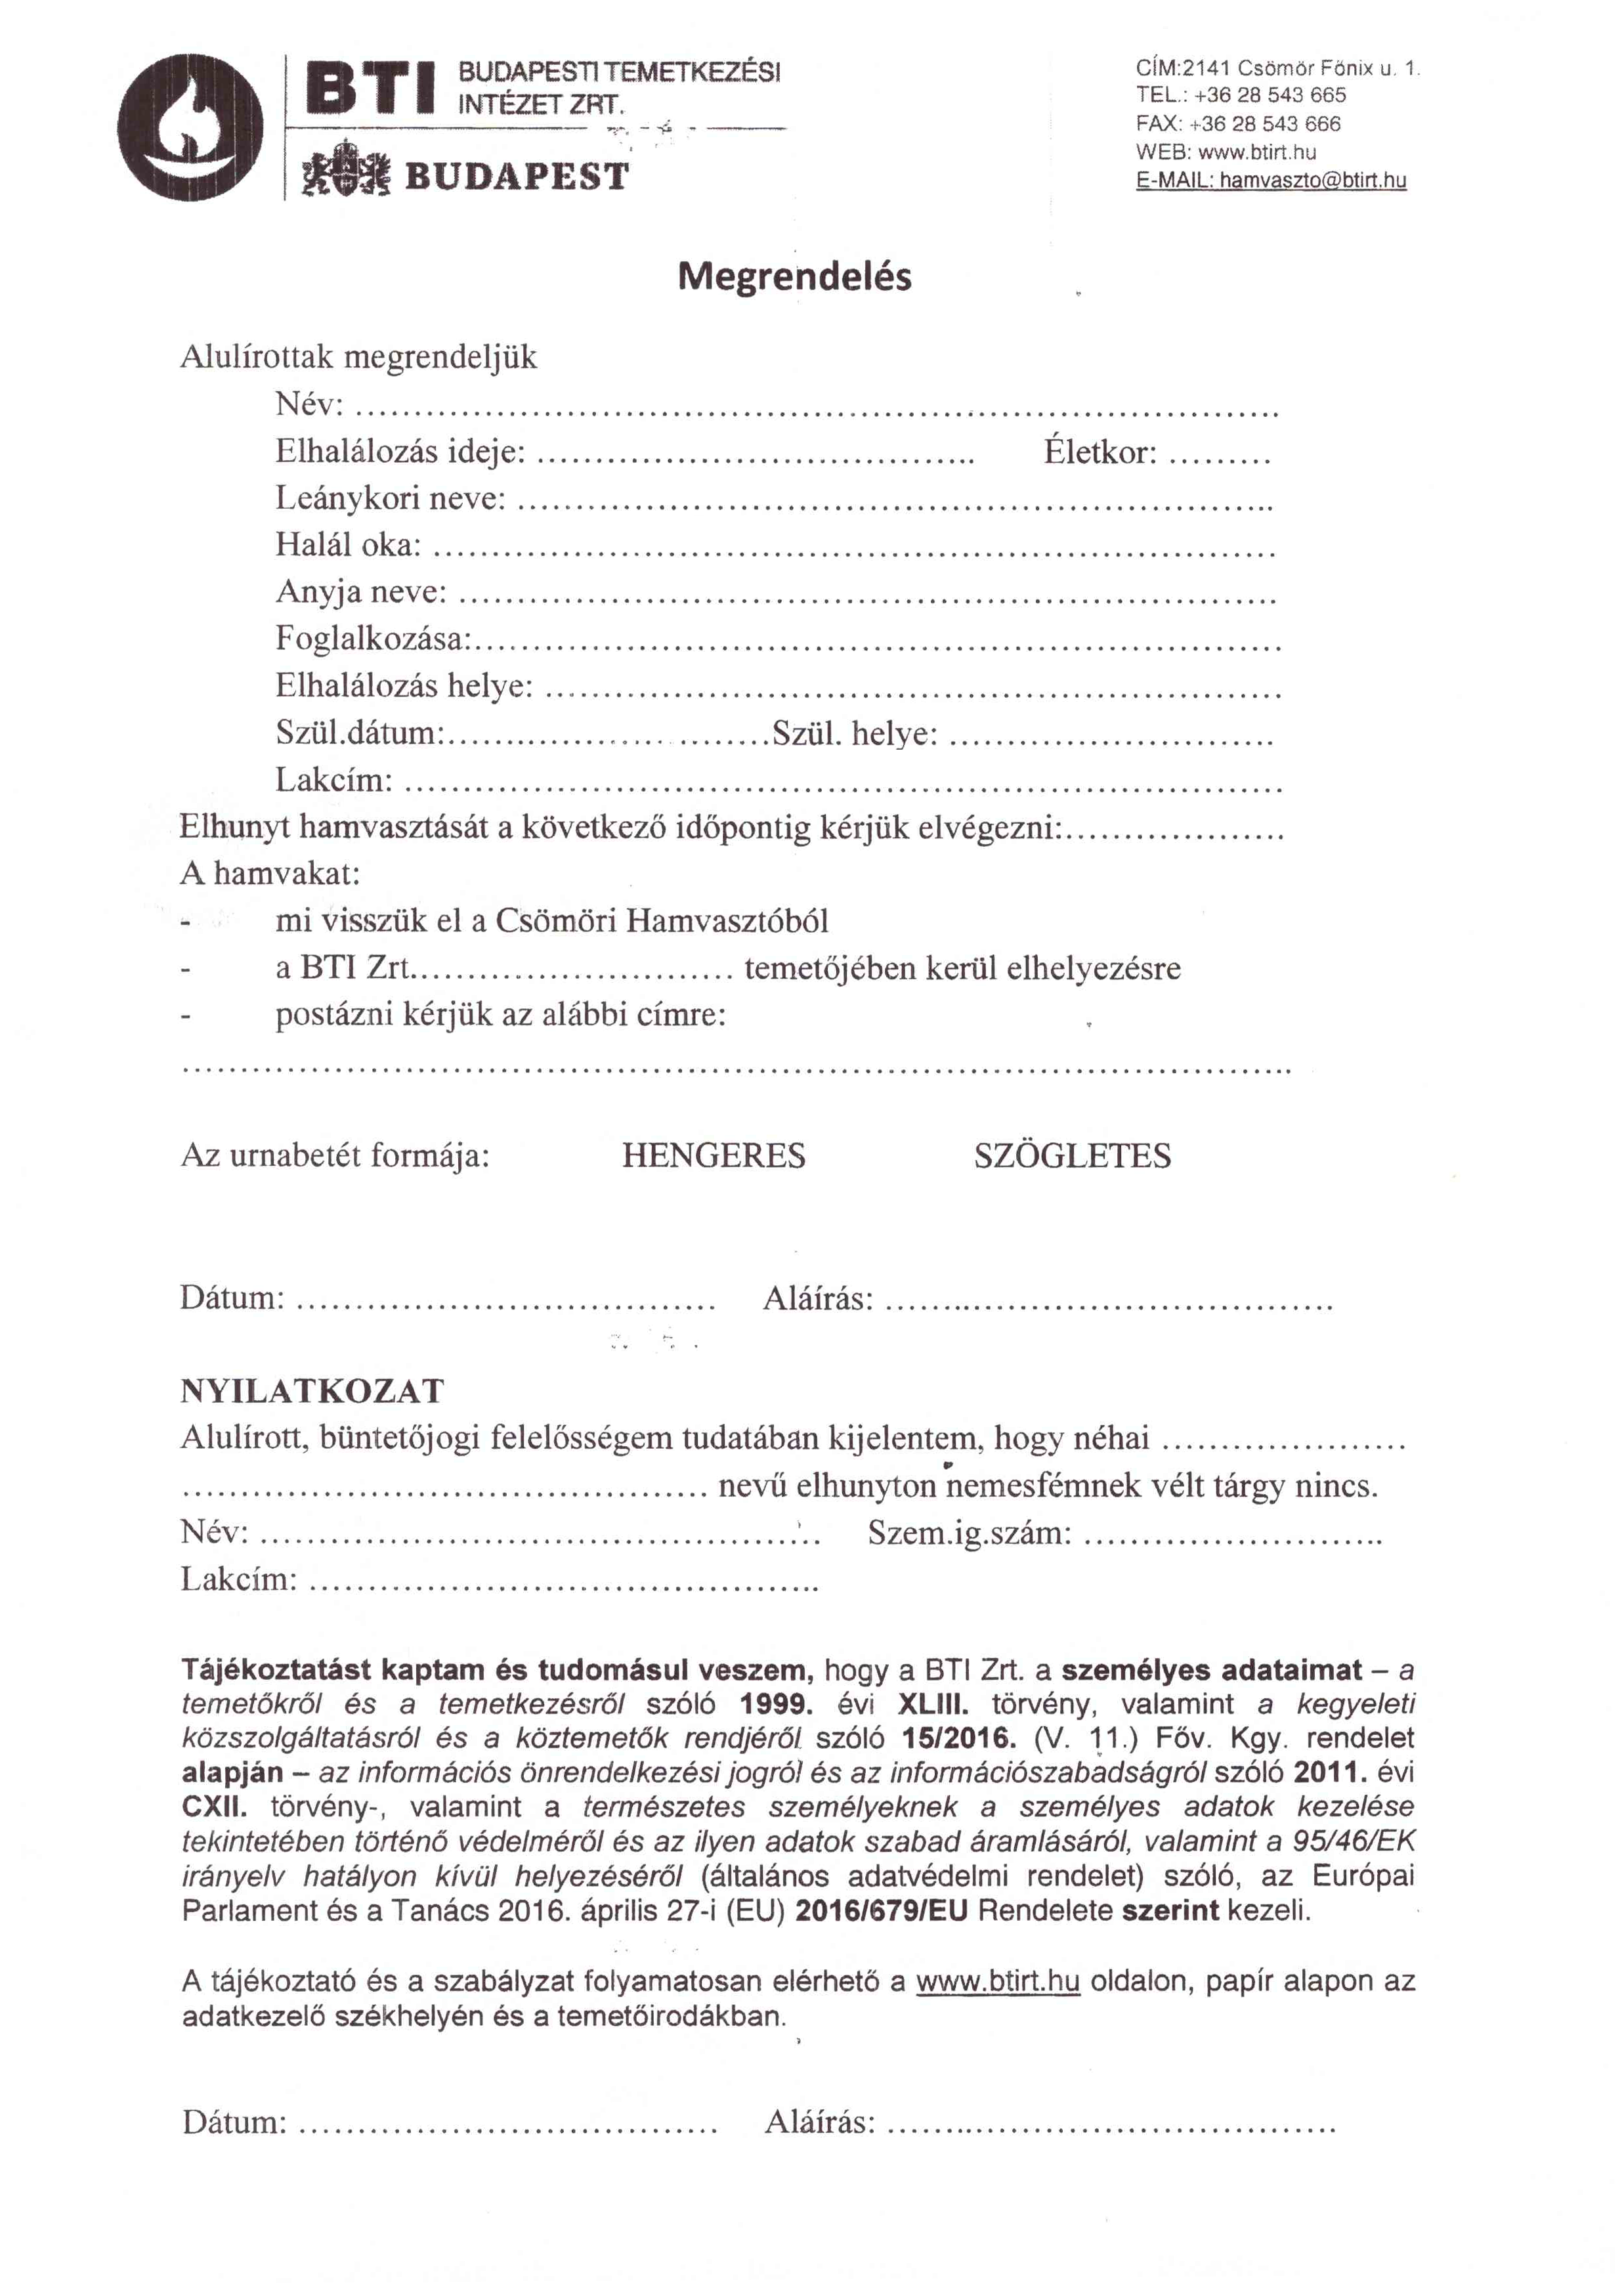 BTI BUDAPESTI TEMETKEZÉSI
INTÉZET ZRT.
BUDAPEST
CÍM:2141 Csömör Főnix u. 1.
TEL.: +36 28 543 665
FAX: +36 28 543 666
WEB: www.btirt.hu
E-MAIL: hamvaszto@btirt.hu
Megrendelés
Alulírottak megrendeljük
Név: ................................................................................
Elhalálozás ideje: ..................................... Életkor: .........
Leánykori neve: ................................................................
Halál oka: ........................................................................
Anyja neve: ......................................................................
Foglalkozása:.....................................................................
Elhalálozás helye: ...............................................................
Szül.dátum:............................Szül. helye: ............................
Lakcím: ...........................................................................
Elhunyt hamvasztását a következő időpontig kérjük elvégezni:...................
A hamvakat:
- mi visszük el a Csömöri Hamvasztóból
- a BTI Zrt............................ temetőjében kerül elhelyezésre
- postázni kérjük az alábbi címre:
...............................................................................................
Az urnabetét formája: HENGERES SZÖGLETES
Dátum: .................................... Aláírás: ......................................
NYILATKOZAT
Alulírott, büntetőjogi felelősségem tudatában kijelentem, hogy néhai .....................
............................................. nevű elhunyton nemesfémnek vélt tárgy nincs.
Név: ................................................ Szem.ig.szám: ..........................
Lakcím: ............................................
Tájékoztatást kaptam és tudomásul veszem, hogy a BTI Zrt. a személyes adataimat – a
temetőkről és a temetkezésről szóló 1999. évi XLIII. törvény, valamint a kegyeleti
közszolgáltatásról és a köztemetők rendjéről szóló 15/2016. (V. 11.) Főv. Kgy. rendelet
alapján – az információs önrendelkezési jogról és az információszabadságról szóló 2011. évi
CXII. törvény-, valamint a természetes személyeknek a személyes adatok kezelése
tekintetében történő védelméről és az ilyen adatok szabad áramlásáról, valamint a 95/46/EK
irányelv hatályon kívül helyezéséről (általános adatvédelmi rendelet) szóló, az Európai
Parlament és a Tanács 2016. április 27-i (EU) 2016/679/EU Rendelete szerint kezeli.
A tájékoztató és a szabályzat folyamatosan elérhető a www.btirt.hu oldalon, papír alapon az
adatkezelő székhelyén és a temetőirodákban.
Dátum: .................................... Aláírás: ......................................